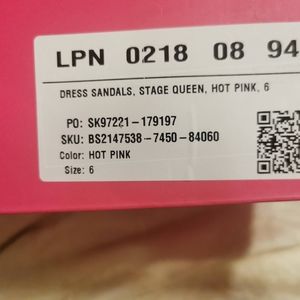 LPN 0218 08 94
DRESS SANDALS, STAGE QUEEN, HOT PINK, 6
PO: SK97221-179197
SKU: BS2147538-7450-84060
Color: HOT PINK
Size: 6